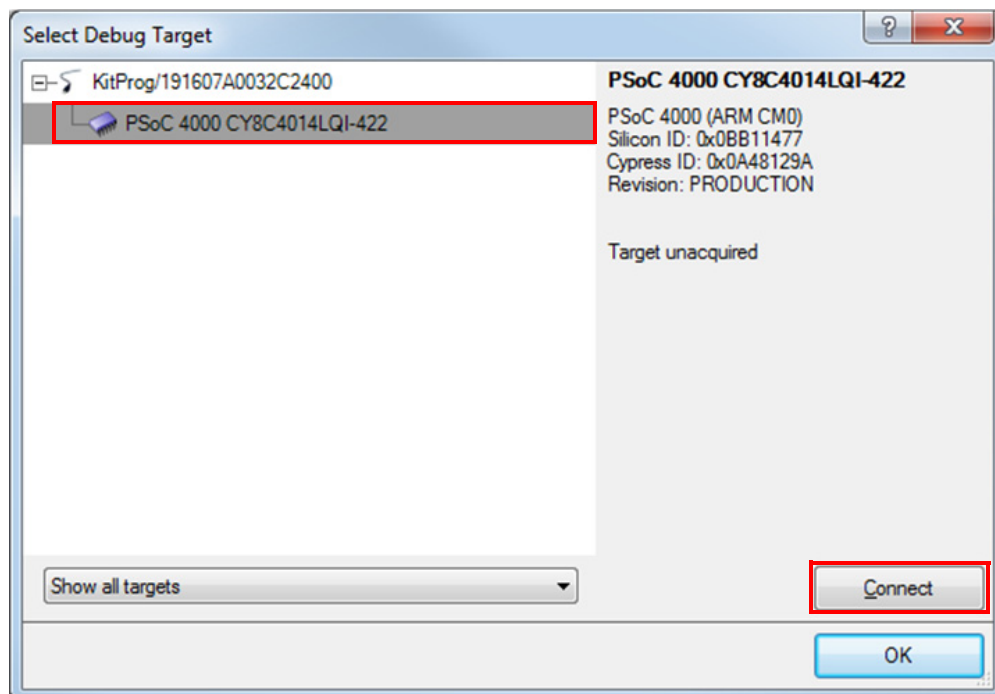 Select Debug Target
?
KitProg/191607A0032C2400
PSoC 4000 CY8C4014LQI-422
PSoC 4000 CY8C4014LQI-422
PSoC 4000 (ARM CM0)
Silicon ID: 0x0BB11477
Cypress ID: 0x0A48129A
Revision: PRODUCTION
Target unacquired
Show all targets
Connect
OK